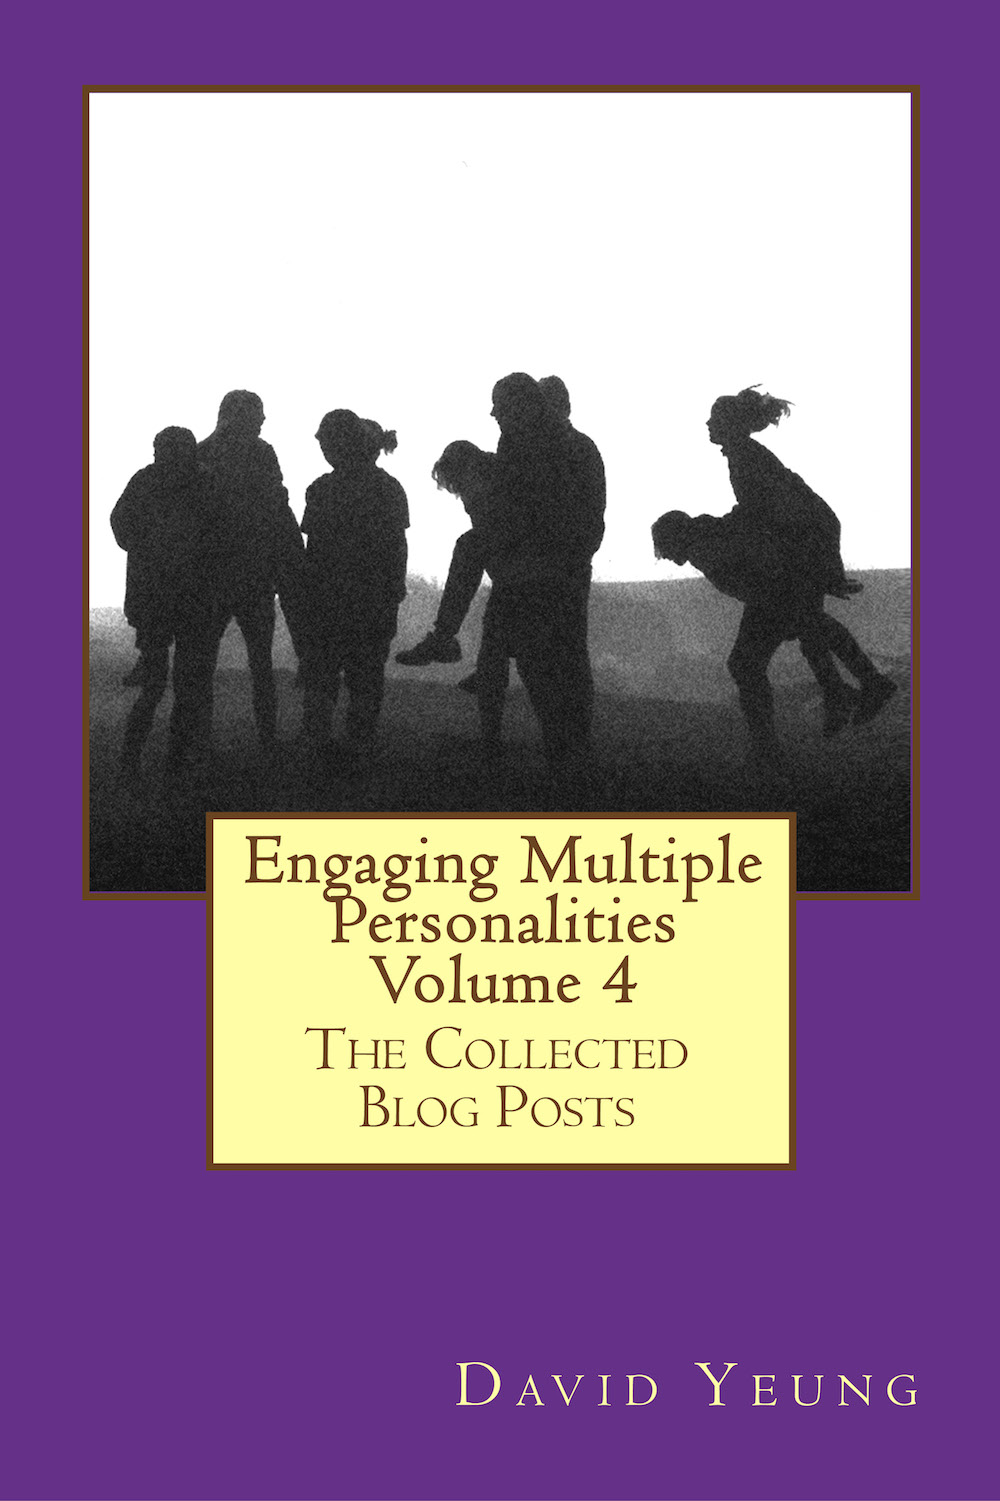 Engaging Multiple
Personalities
Volume 4
The Collected
Blog Posts
David Yeung